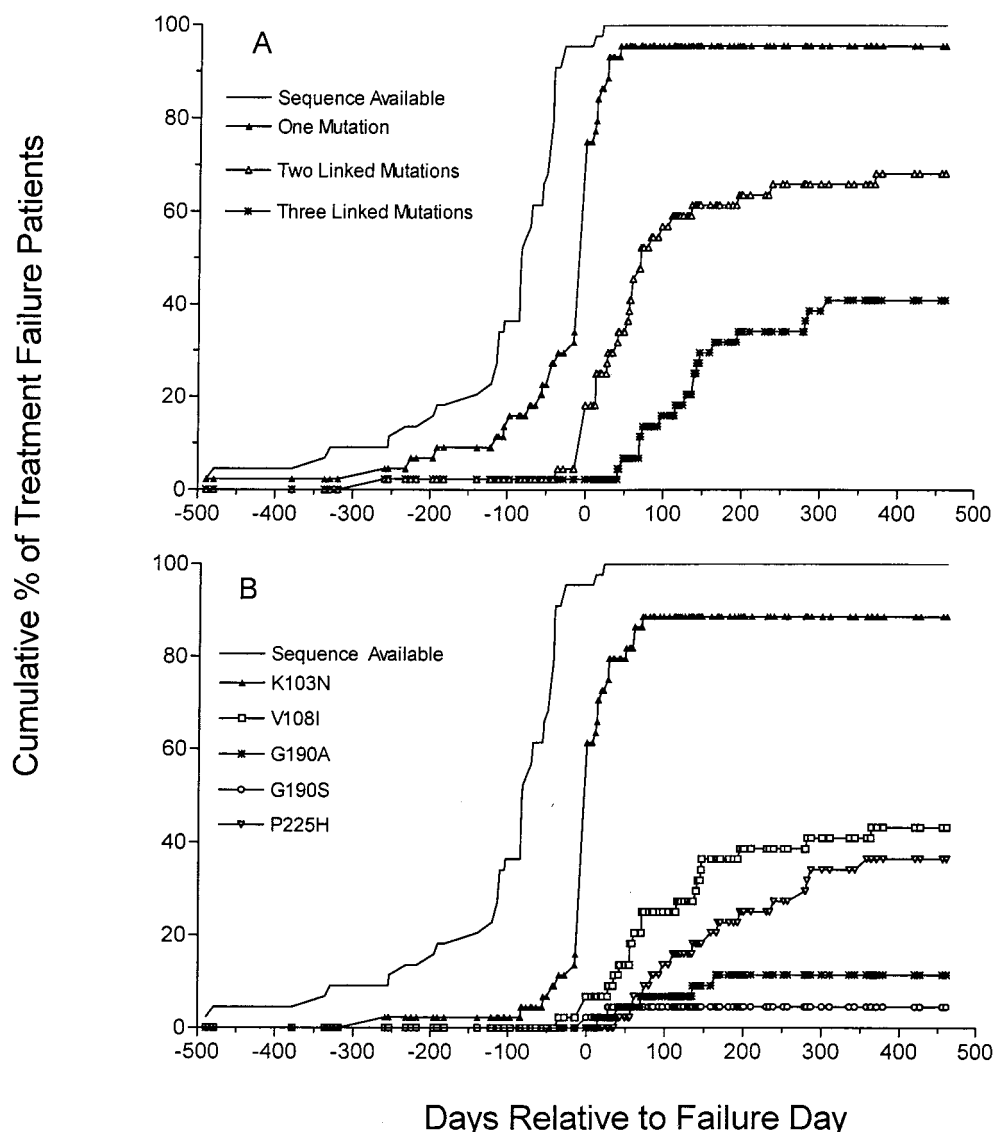 Cumulative % of Treatment Failure Patients
A
Sequence Available
One Mutation
Two Linked Mutations
Three Linked Mutations
100
80
60
40
20
0
-500 -400 -300 -200 -100 0 100 200 300 400 500
B
Sequence Available
K103N
V108I
G190A
G190S
P225H
100
80
60
40
20
0
-500 -400 -300 -200 -100 0 100 200 300 400 500
Days Relative to Failure Day